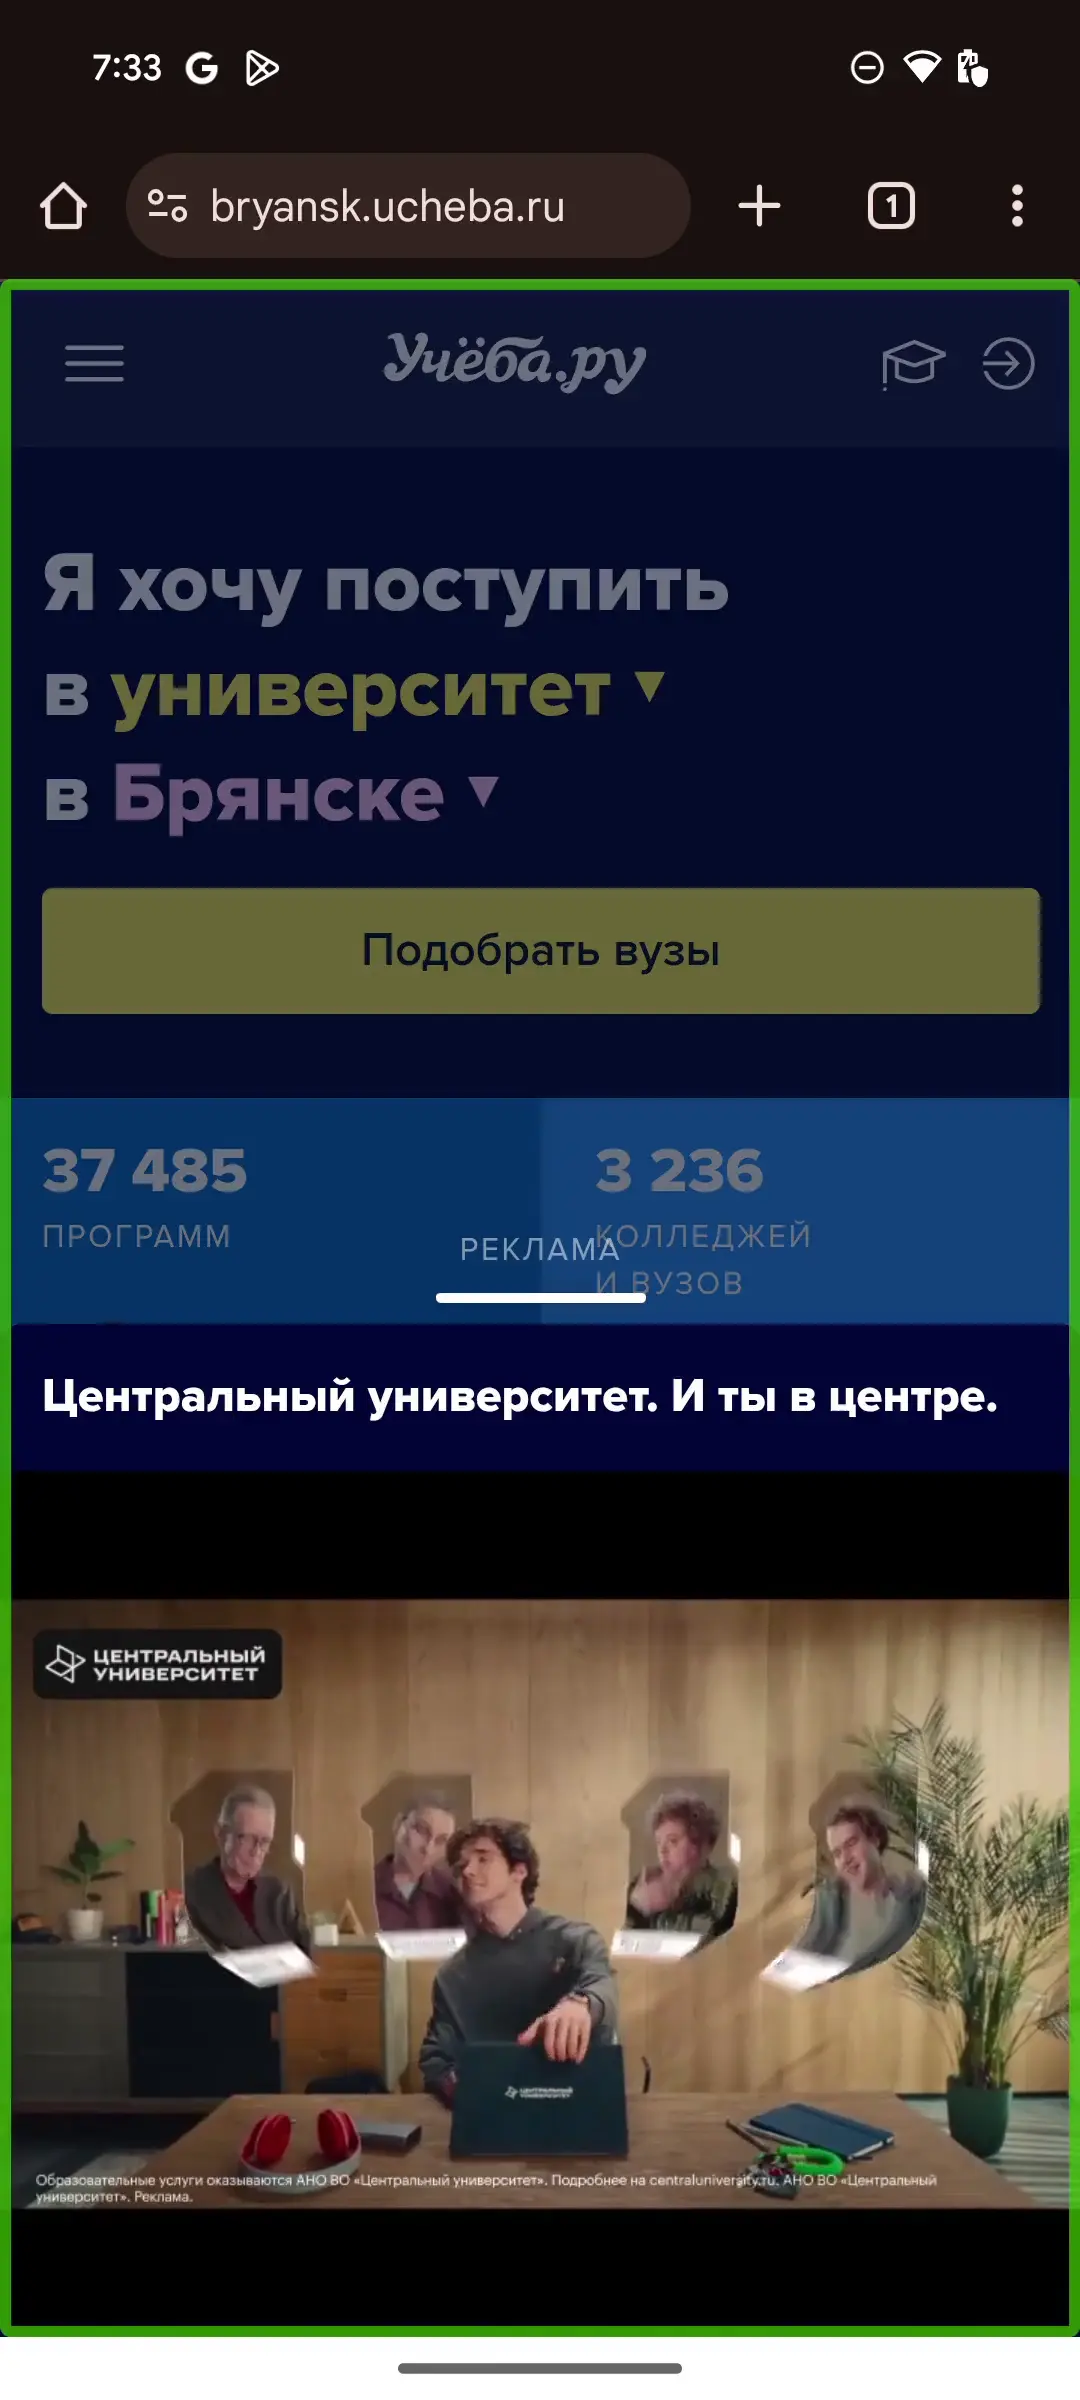 7:33
bryansk.ucheba.ru
1
Учёба.ру
Я хочу поступить
в университет
в Брянске
Подобрать вузы
37 485
ПРОГРАММ
3 236
КОЛЛЕДЖЕЙ
И ВУЗОВ
РЕКЛАМА
Центральный университет. И ты в центре.
ЦЕНТРАЛЬНЫЙ
УНИВЕРСИТЕТ
ЦЕНТРАЛЬНЫЙ
УНИВЕРСИТЕТ
Образовательные услуги оказываются АНО ВО «Центральный университет». Подробнее на centraluniversity.ru. АНО ВО «Центральный
университет». Реклама.